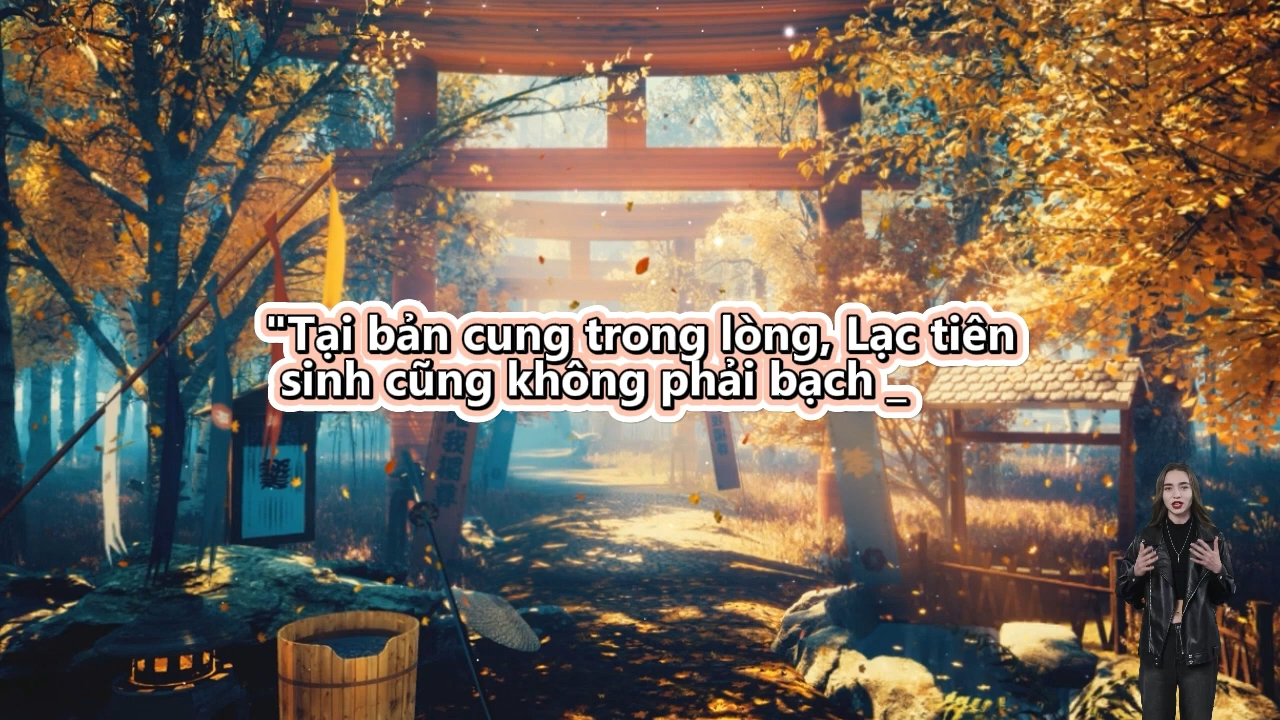 "Tại bản cung trong lòng, Lạc tiên
sinh cũng không phải bạch _